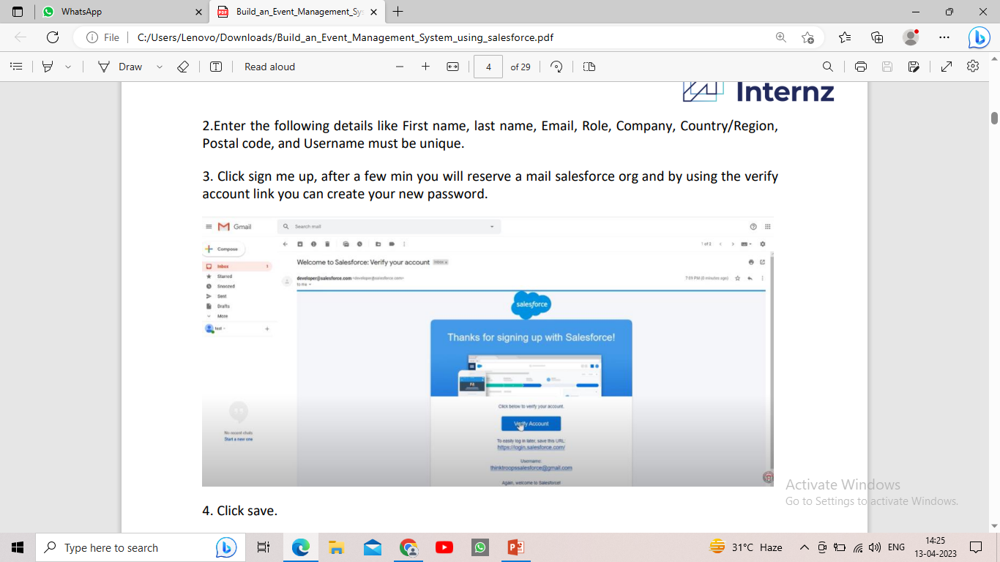 WhatsApp
Build_an_Event_Management_Sy
File
C:/Users/Lenovo/Downloads/Build_an_Event_Management_System_using_salesforce.pdf
Draw
Read aloud
4
of 29
Internz
2.Enter the following details like First name, last name, Email, Role, Company, Country/Region,
Postal code, and Username must be unique.
3. Click sign me up, after a few min you will reserve a mail salesforce org and by using the verify
account link you can create your new password.
Gmail
Search mail
Compose
1 of 2
Inbox 1
Starred
Snoozed
Sent
Drafts
More
test
Welcome to Salesforce: Verify your account
Inbox x
developer@salesforce.com <developer@salesforce.com>
to me
7:09 PM (0 minutes ago)
salesforce
Thanks for signing up with Salesforce!
Click below to verify your account.
Verify Account
To easily log in later, save this URL:
https://login.salesforce.com/
Username:
thinktroopssalesforce@gmail.com
Again, welcome to Salesforce!
No recent chats
Start a new one
4. Click save.
Activate Windows
Go to Settings to activate Windows.
Type here to search
31°C Haze
ENG
14:25
13-04-2023